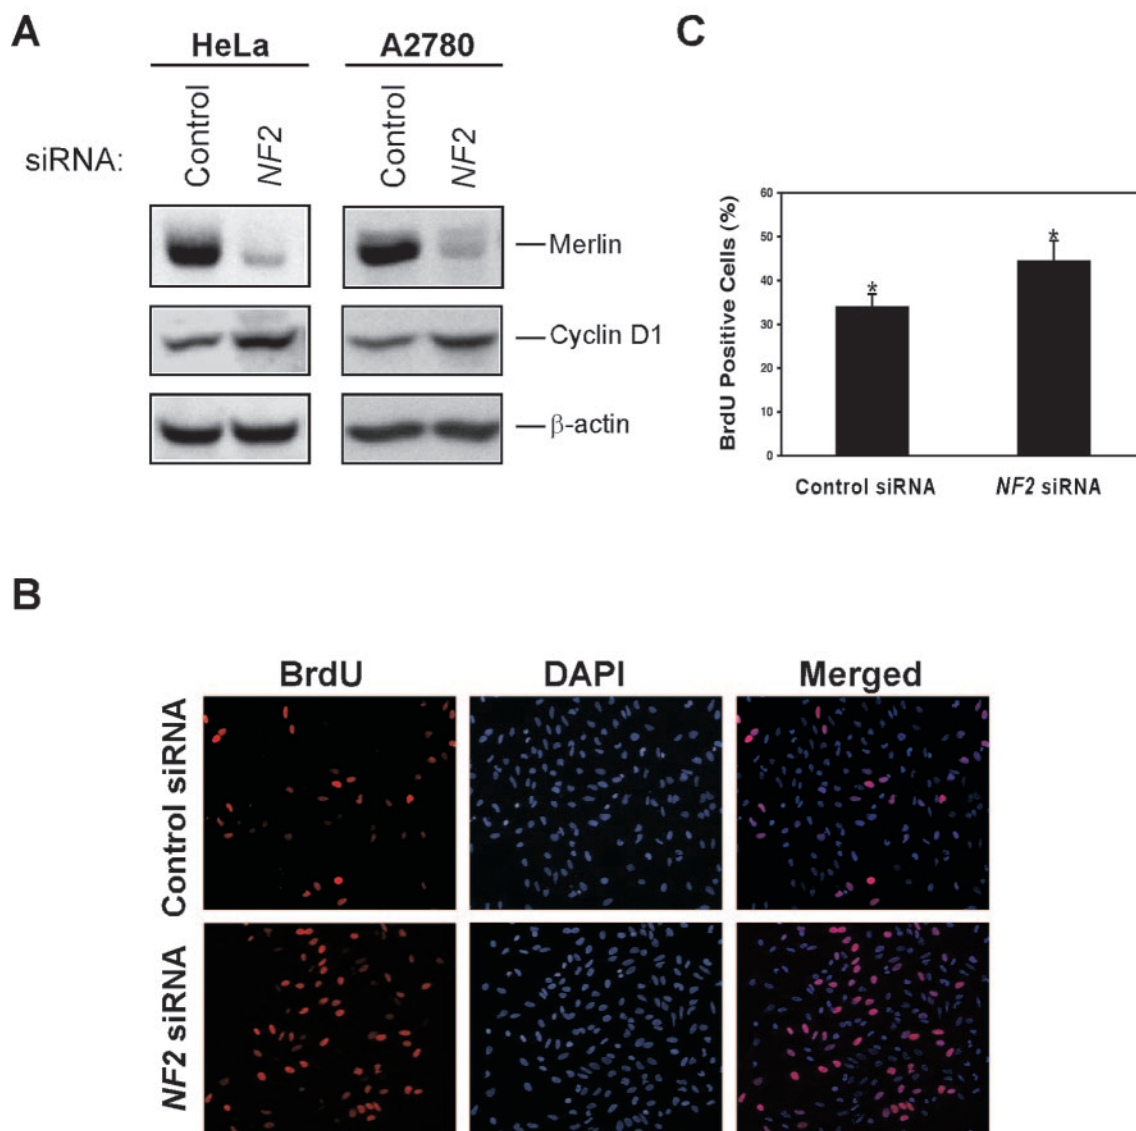 A
HeLa
A2780
siRNA:
Control
NF2
Control
NF2
Merlin
Cyclin D1
β-actin
C
BrdU Positive Cells (%)
60
50
40
30
20
10
0
*
*
Control siRNA
NF2 siRNA
B
BrdU
DAPI
Merged
Control siRNA
NF2 siRNA